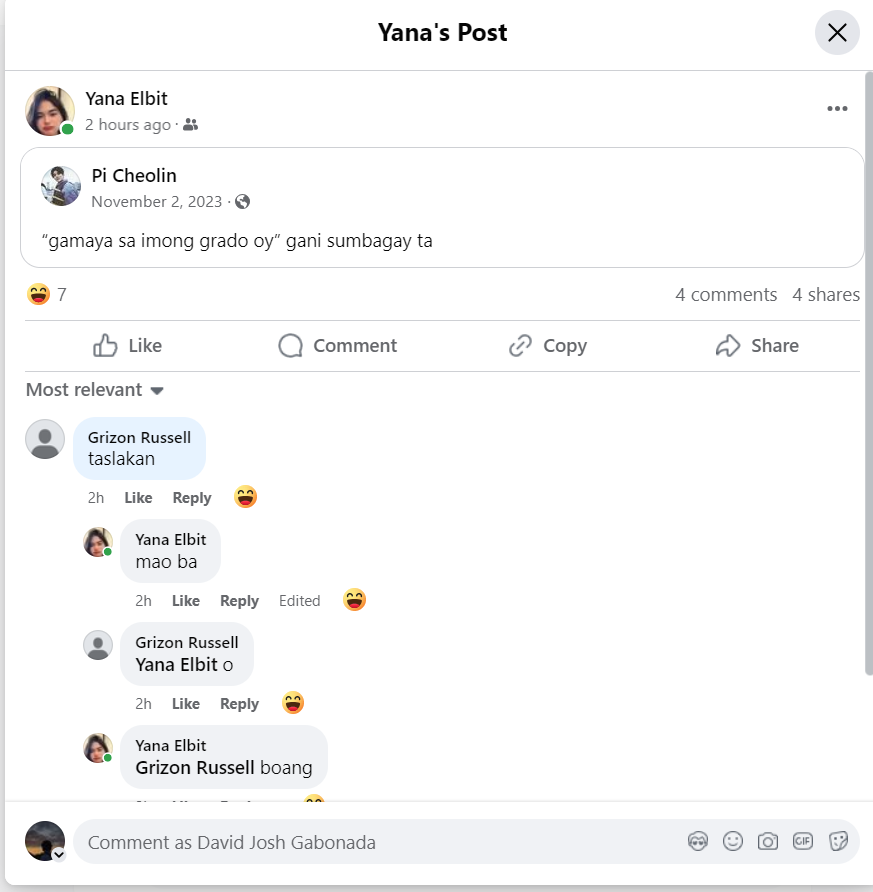 Yana's Post
Yana Elbit
2 hours ago ·
Pi Cheolin
November 2, 2023 ·
“gamaya sa imong grado oy” gani sumbagay ta
7
4 comments 4 shares
Like Comment Copy Share
Most relevant
Grizon Russell
taslakan
2h Like Reply
Yana Elbit
mao ba
2h Like Reply Edited
Grizon Russell
Yana Elbit o
2h Like Reply
Yana Elbit
Grizon Russell boang
Comment as David Josh Gabonada
GIF